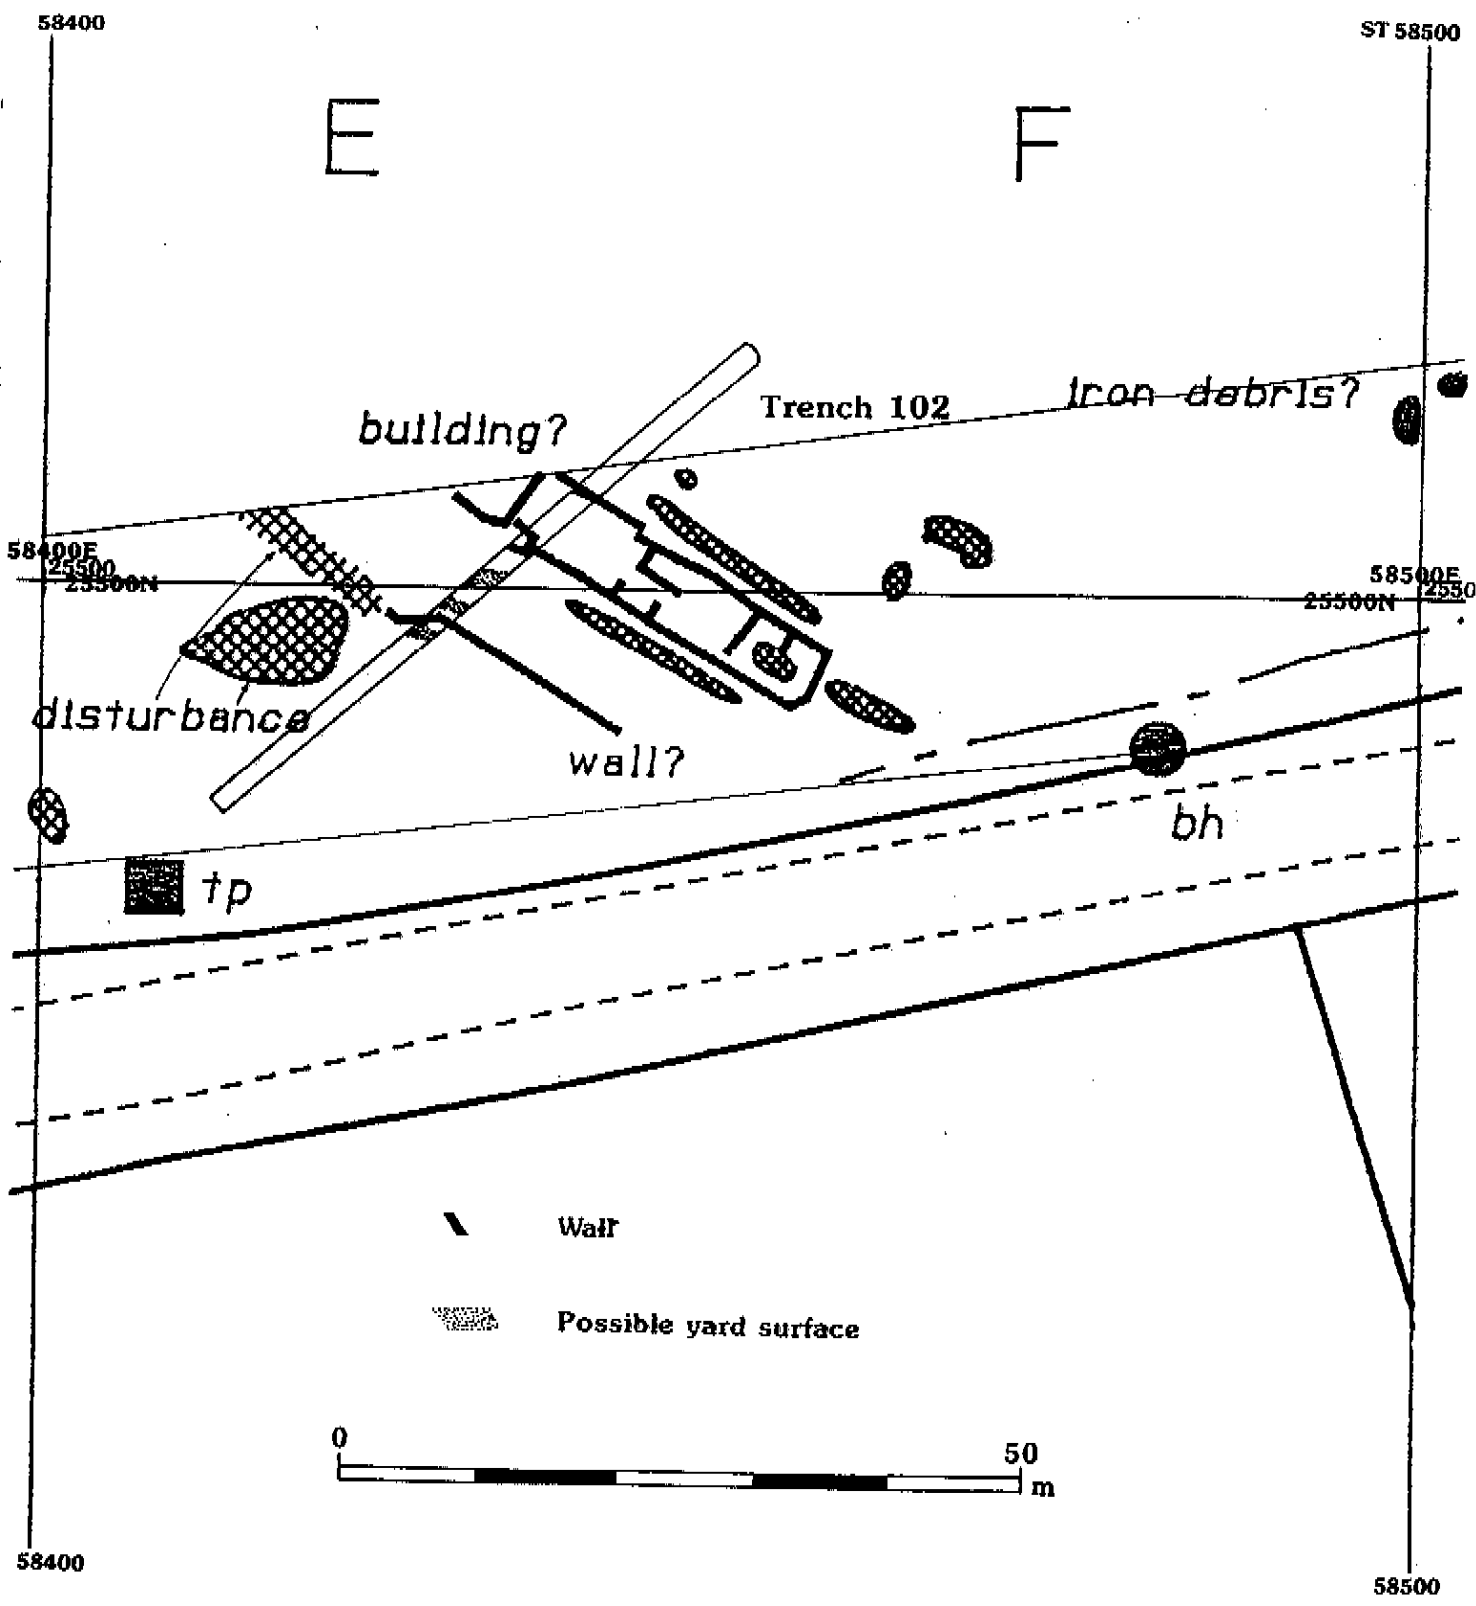 58400
ST 58500
E
F
iron debris?
Trench 102
building?
58400E
25500
25500N
58500E
2550
25500N
disturbance
wall?
bh
tp
Wall
Possible yard surface
0
50
m
58400
58500